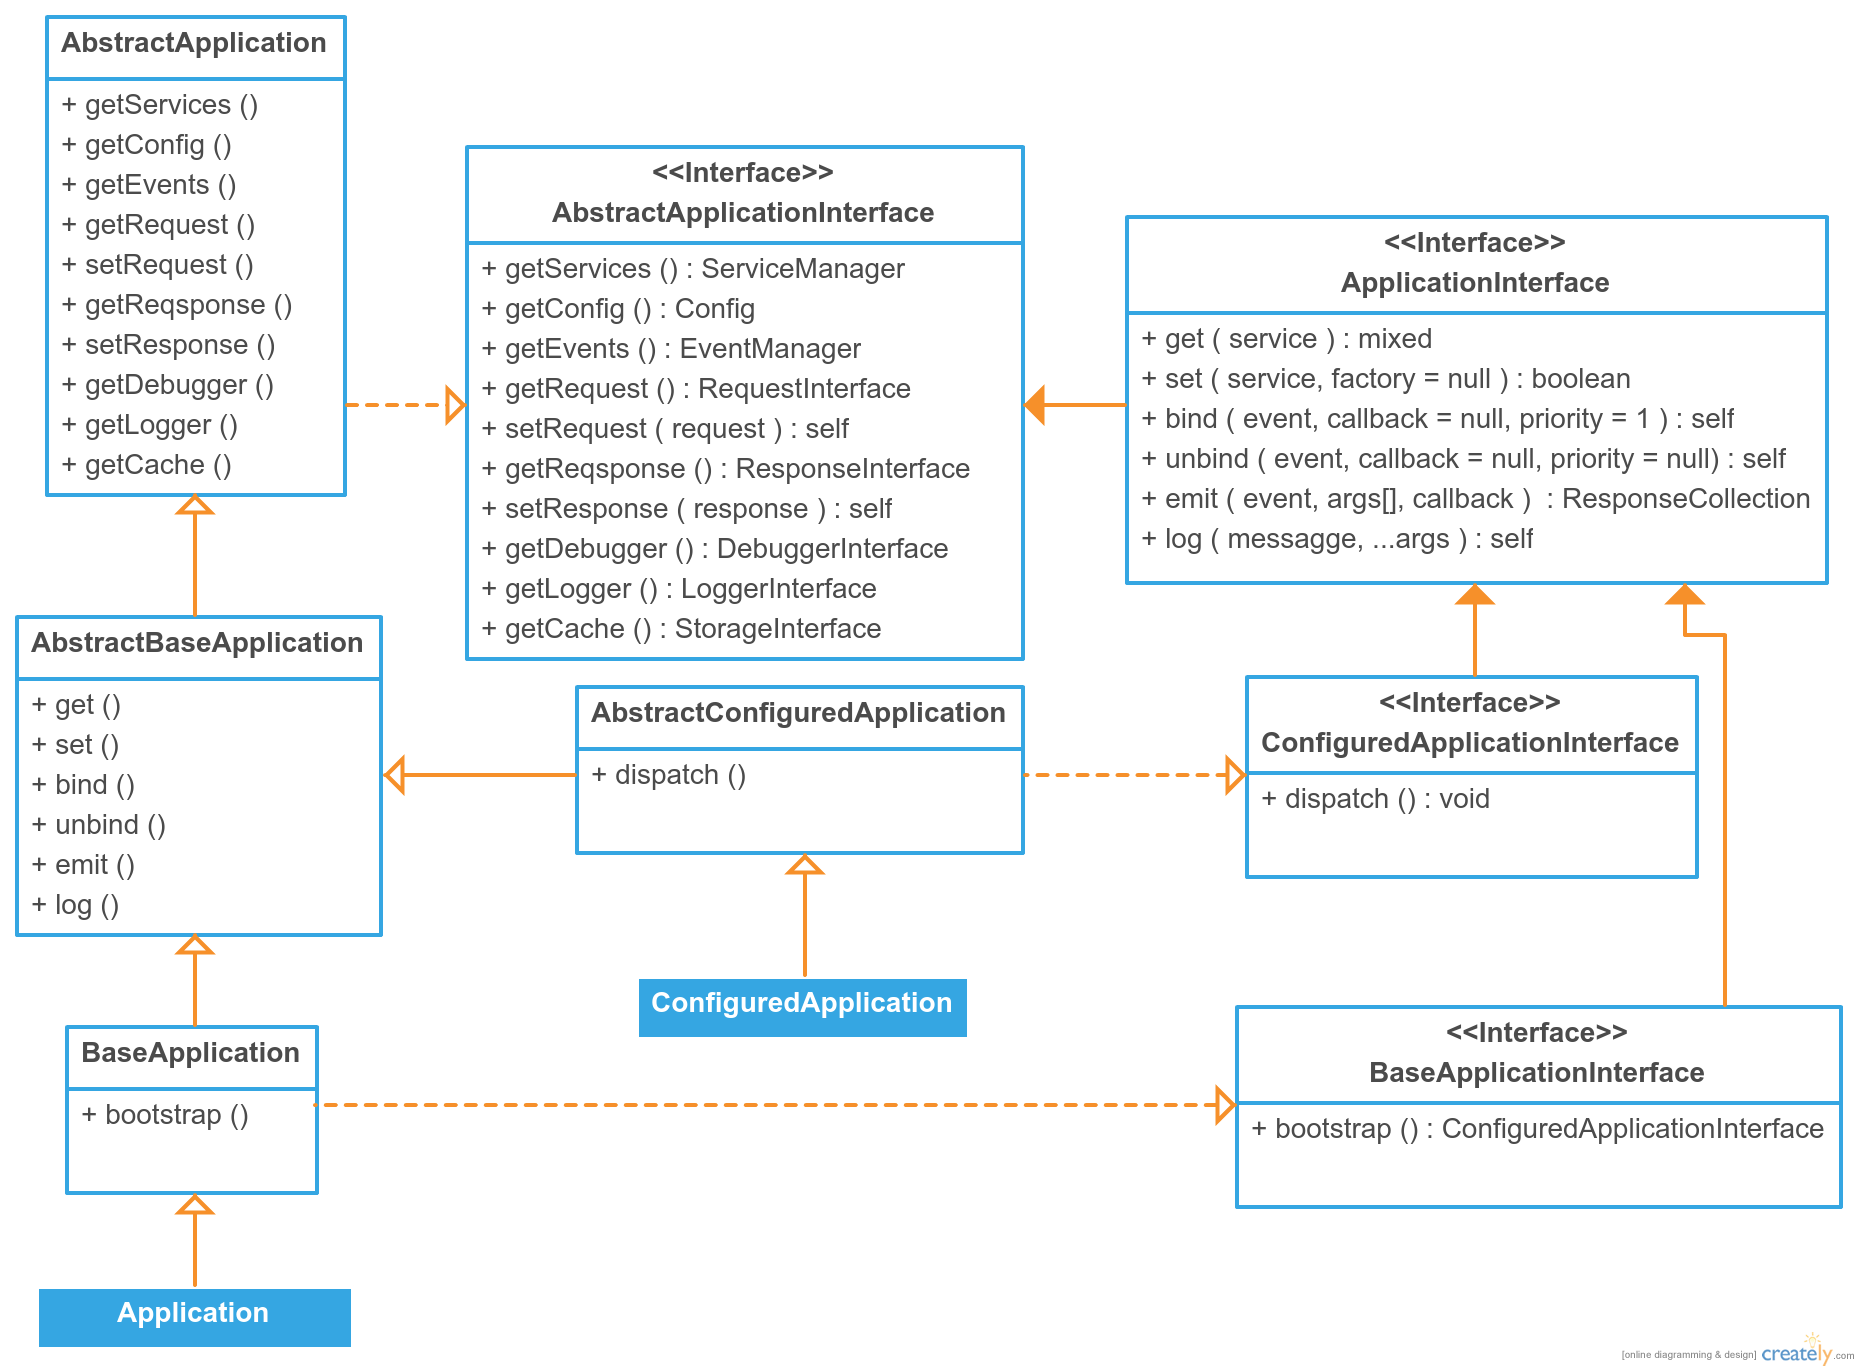 AbstractApplication
+ getServices ()
+ getConfig ()
+ getEvents ()
+ getRequest ()
+ setRequest ()
+ getReqsponse ()
+ setResponse ()
+ getDebugger ()
+ getLogger ()
+ getCache ()
<<Interface>>
AbstractApplicationInterface
+ getServices () : ServiceManager
+ getConfig () : Config
+ getEvents () : EventManager
+ getRequest () : RequestInterface
+ setRequest ( request ) : self
+ getReqsponse () : ResponseInterface
+ setResponse ( response ) : self
+ getDebugger () : DebuggerInterface
+ getLogger () : LoggerInterface
+ getCache () : StorageInterface
<<Interface>>
ApplicationInterface
+ get ( service ) : mixed
+ set ( service, factory = null ) : boolean
+ bind ( event, callback = null, priority = 1 ) : self
+ unbind ( event, callback = null, priority = null) : self
+ emit ( event, args[], callback )  : ResponseCollection
+ log ( messagge, ...args ) : self
AbstractBaseApplication
+ get ()
+ set ()
+ bind ()
+ unbind ()
+ emit ()
+ log ()
AbstractConfiguredApplication
+ dispatch ()
<<Interface>>
ConfiguredApplicationInterface
+ dispatch () : void
ConfiguredApplication
BaseApplication
+ bootstrap ()
<<Interface>>
BaseApplicationInterface
+ bootstrap () : ConfiguredApplicationInterface
Application
[online diagramming & design] creately.com